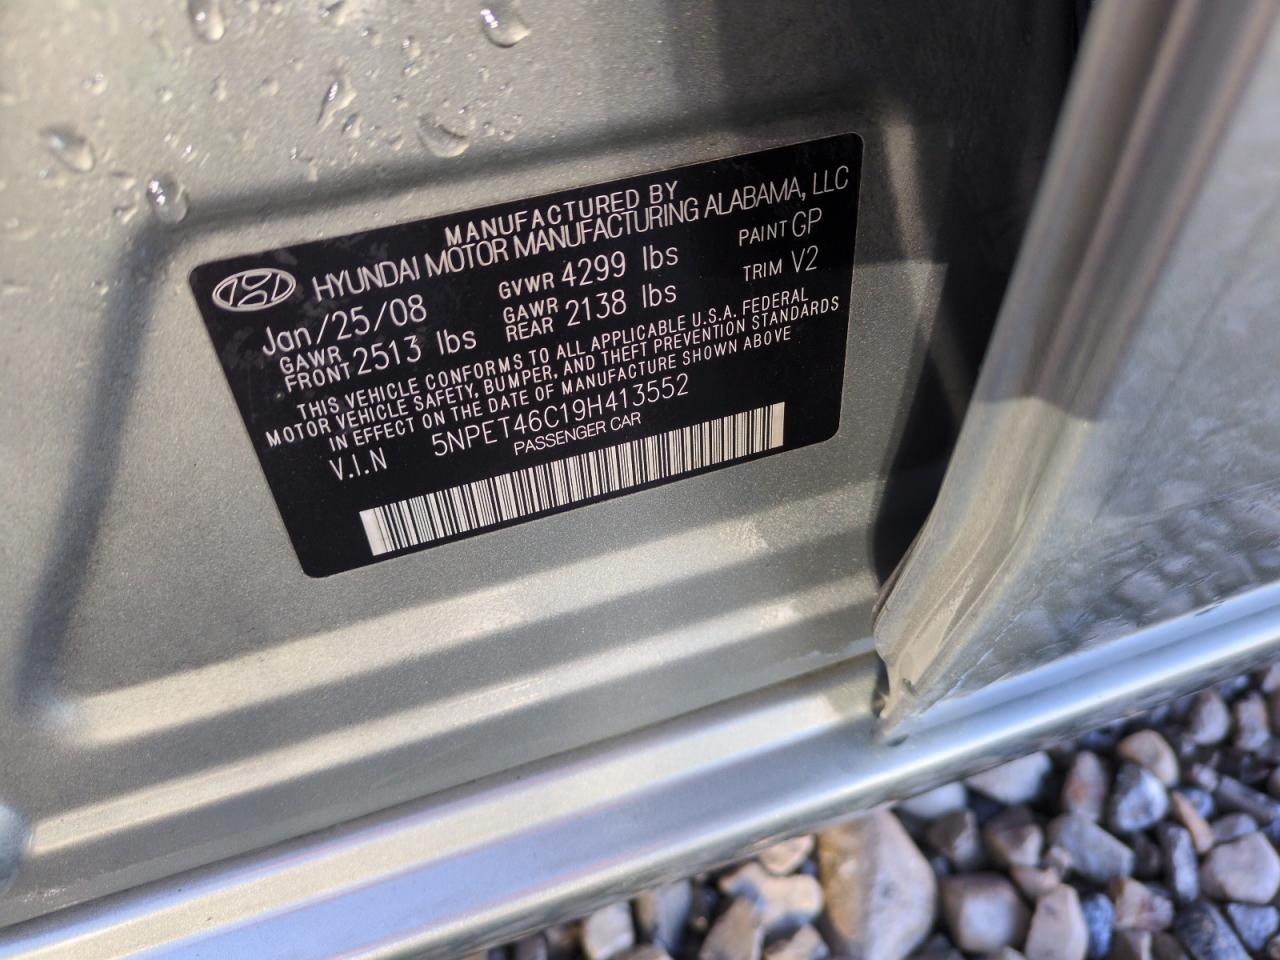 MANUFACTURED BY
HYUNDAI MOTOR MANUFACTURING ALABAMA, LLC
Jan/25/08 GVWR 4299 lbs PAINT GP
GAWR FRONT 2513 lbs GAWR REAR 2138 lbs TRIM V2
THIS VEHICLE CONFORMS TO ALL APPLICABLE U.S.A. FEDERAL
MOTOR VEHICLE SAFETY, BUMPER, AND THEFT PREVENTION STANDARDS
IN EFFECT ON THE DATE OF MANUFACTURE SHOWN ABOVE
V.I.N 5NPET46C19H413552
PASSENGER CAR